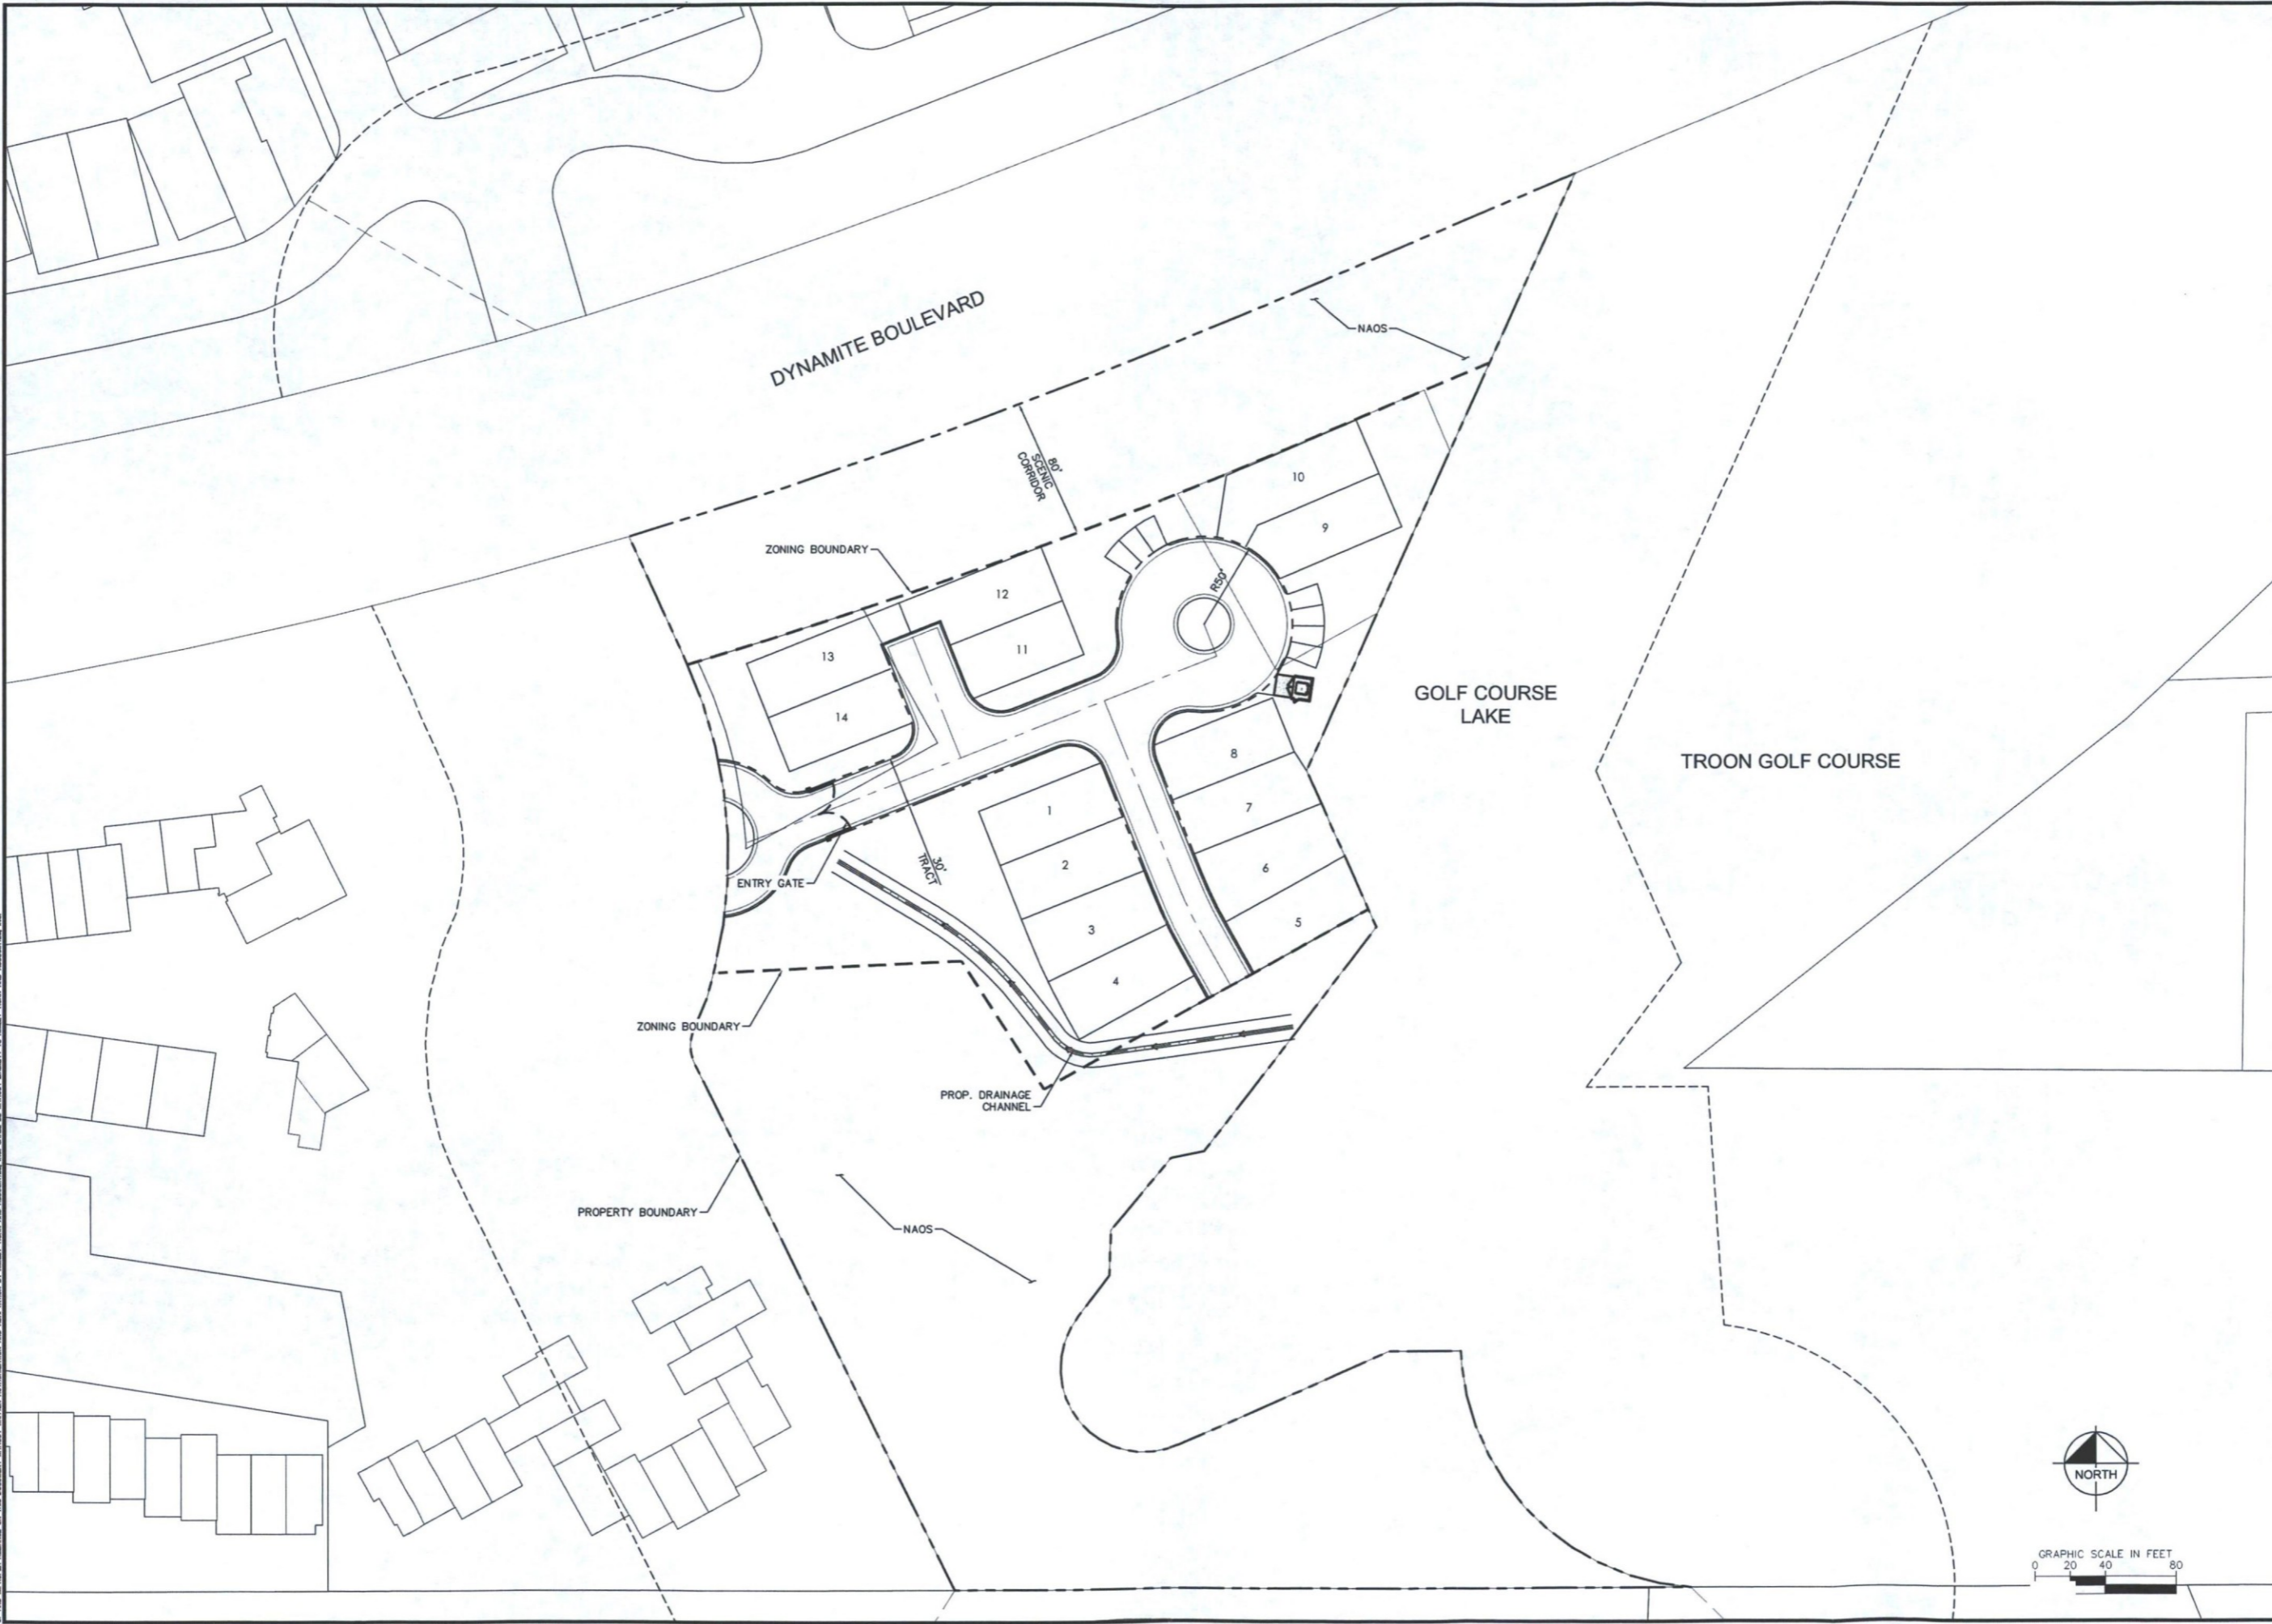 DYNAMITE BOULEVARD
NAOS
80'
SCENIC
CORRIDOR
10
9
ZONING BOUNDARY
R50'
12
11
13
14
GOLF COURSE
LAKE
TROON GOLF COURSE
8
7
6
5
1
2
3
4
30'
TRACT
ENTRY GATE
ZONING BOUNDARY
PROP. DRAINAGE
CHANNEL
PROPERTY BOUNDARY
NAOS
NORTH
GRAPHIC SCALE IN FEET
0 20 40 80